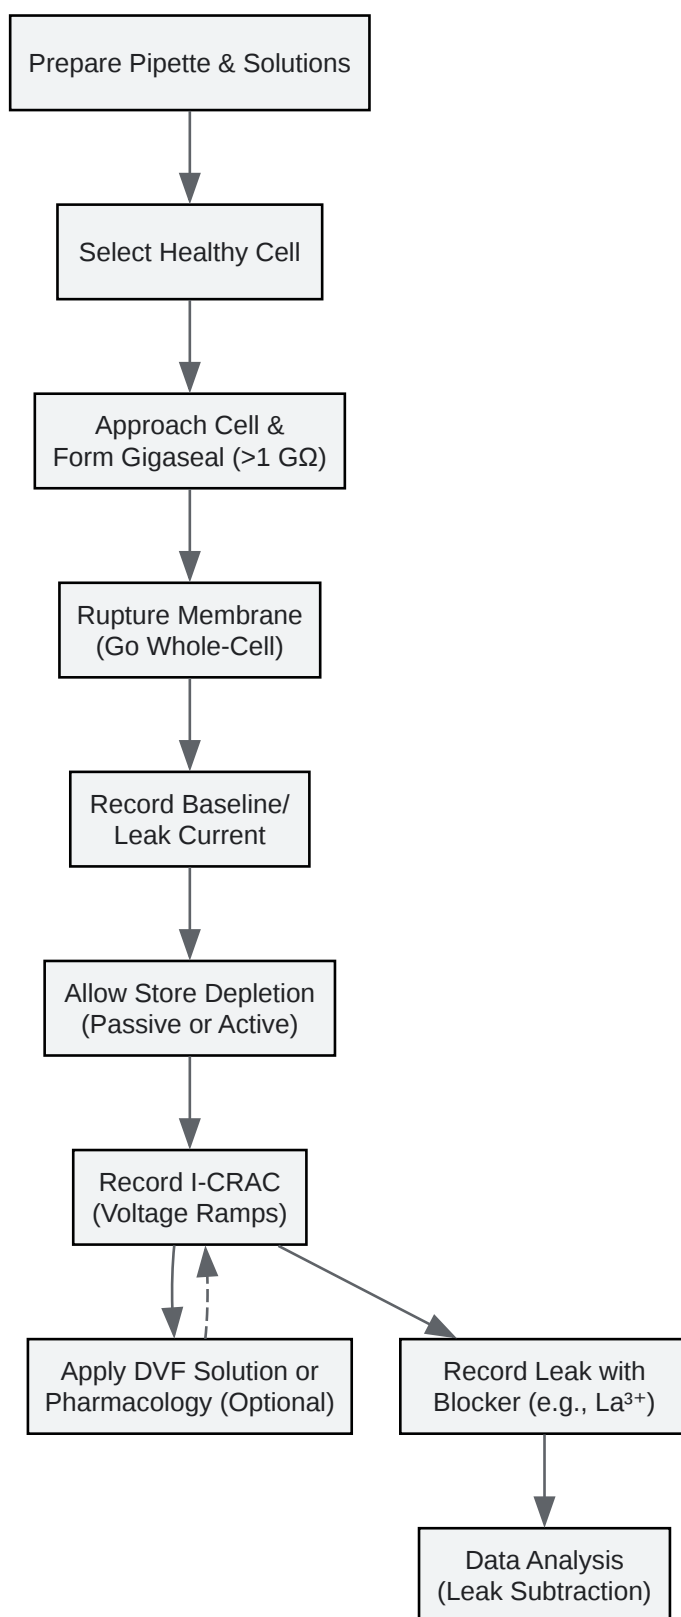 Prepare Pipette & Solutions
Select Healthy Cell
Approach Cell &
Form Gigaseal (>1 GΩ)
Rupture Membrane
(Go Whole-Cell)
Record Baseline/
Leak Current
Allow Store Depletion
(Passive or Active)
Record I-CRAC
(Voltage Ramps)
Apply DVF Solution or
Pharmacology (Optional)
Record Leak with
Blocker (e.g., La³⁺)
Data Analysis
(Leak Subtraction)